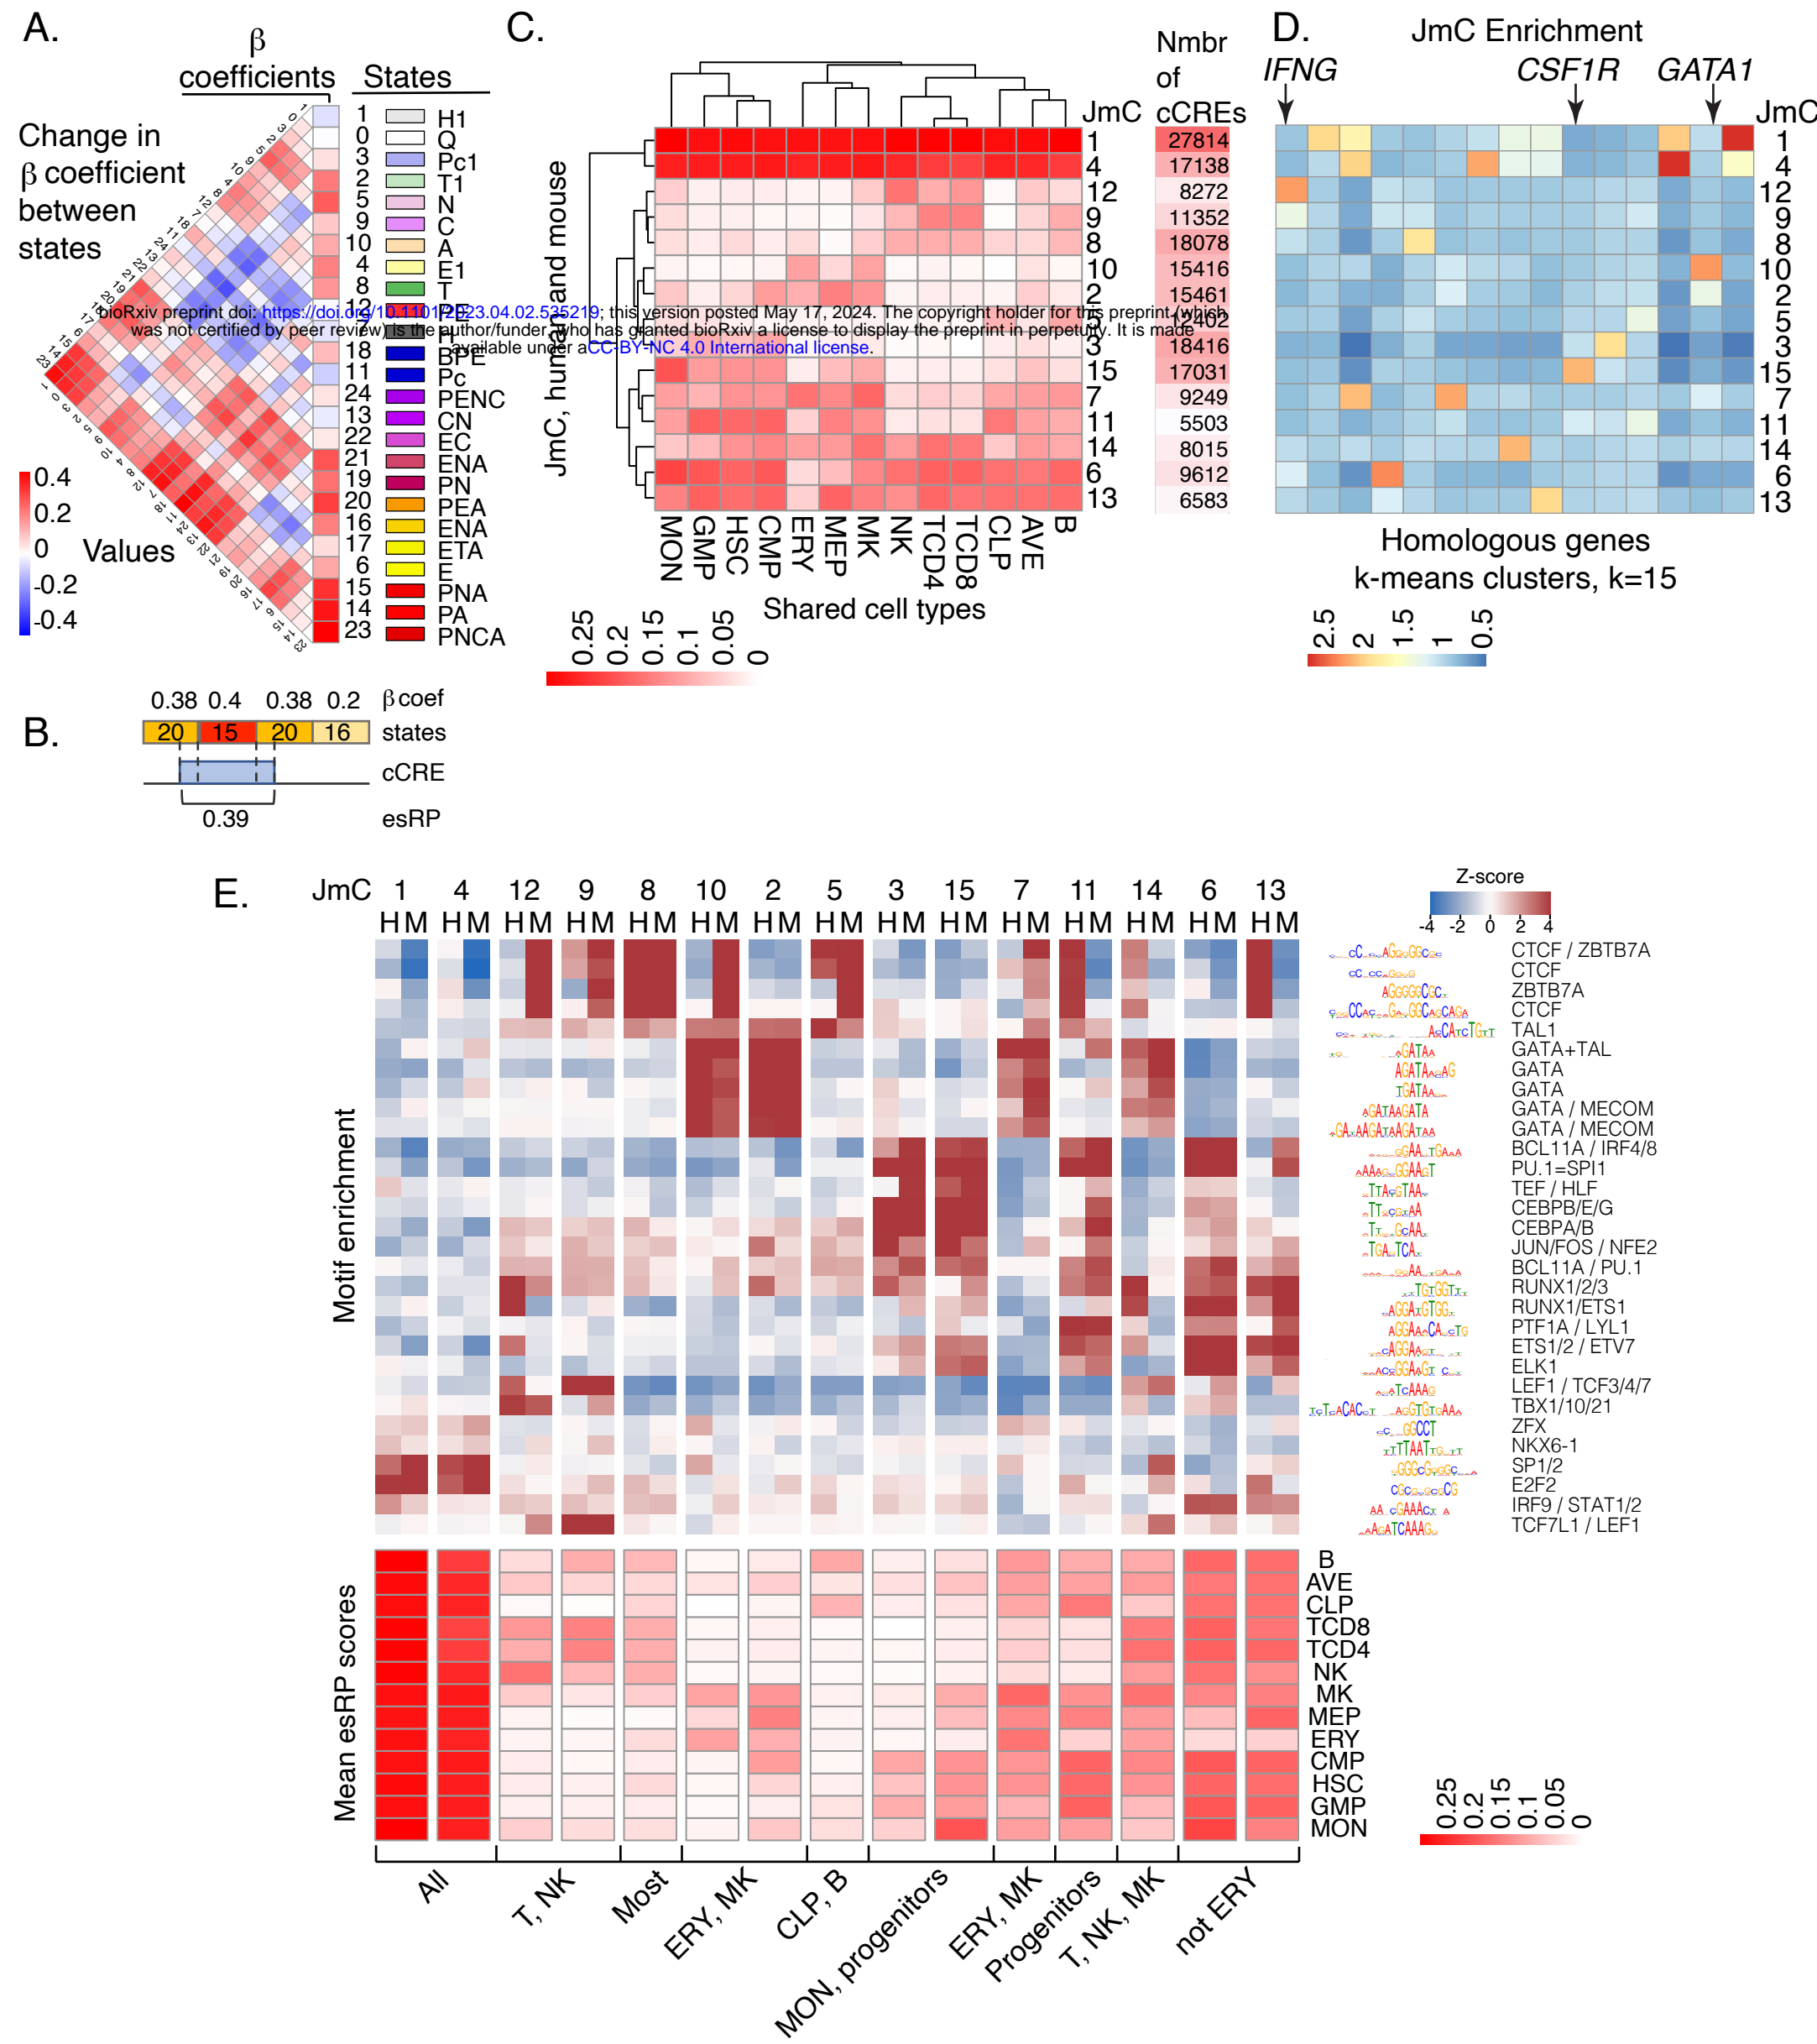 A.
β
coefficients
States
Change in
β coefficient
between
states
1 H1
0 Q
3 Pc1
2 T1
5 N
9 C
10 A
4 E1
8 T
12 PE
18 BPE
11 Pc
24 PENC
13 CN
22 EC
21 ENA
19 PN
20 PEA
16 ENA
17 ETA
6 E
15 PNA
14 PA
23 PNCA
0.4
0.2
0
-0.2
-0.4
Values
bioRxiv preprint doi: https://doi.org/10.1101/2023.04.02.535219; this version posted May 17, 2024. The copyright holder for this preprint (which
was not certified by peer review) is the author/funder, who has granted bioRxiv a license to display the preprint in perpetuity. It is made
available under aCC-BY-NC 4.0 International license.
B.
0.38 0.4 0.38 0.2 β coef
20 15 20 16 states
cCRE
0.39 esRP
C.
JmC, human and mouse
Nmbr
of
JmC cCREs
1 27814
4 17138
12 8272
9 11352
8 18078
10 15416
2 15461
5 12402
3 18416
15 17031
7 9249
11 5503
14 8015
6 9612
13 6583
MON GMP HSC CMP ERY MEP MK NK TCD4 TCD8 CLP AVE B
Shared cell types
0.25 0.2 0.15 0.1 0.05 0
D.
JmC Enrichment
IFNG CSF1R GATA1
JmC
1
4
12
9
8
10
2
5
3
15
7
11
14
6
13
Homologous genes
k-means clusters, k=15
2.5 2 1.5 1 0.5
E.
JmC 1 4 12 9 8 10 2 5 3 15 7 11 14 6 13
H M H M H M H M H M H M H M H M H M H M H M H M H M H M H M
Z-score
-4 -2 0 2 4
Motif enrichment
CTCF / ZBTB7A
CTCF
ZBTB7A
CTCF
TAL1
GATA+TAL
GATA
GATA
GATA / MECOM
GATA / MECOM
BCL11A / IRF4/8
PU.1=SPI1
TEF / HLF
CEBPB/E/G
CEBPA/B
JUN/FOS / NFE2
BCL11A / PU.1
RUNX1/2/3
RUNX1/ETS1
PTF1A / LYL1
ETS1/2 / ETV7
ELK1
LEF1 / TCF3/4/7
TBX1/10/21
ZFX
NKX6-1
SP1/2
E2F2
IRF9 / STAT1/2
TCF7L1 / LEF1
Mean esRP scores
B
AVE
CLP
TCD8
TCD4
NK
MK
MEP
ERY
CMP
HSC
GMP
MON
0.25 0.2 0.15 0.1 0.05 0
All
T, NK
Most
ERY, MK
CLP, B
MON, progenitors
ERY, MK
Progenitors
T, NK, MK
not ERY